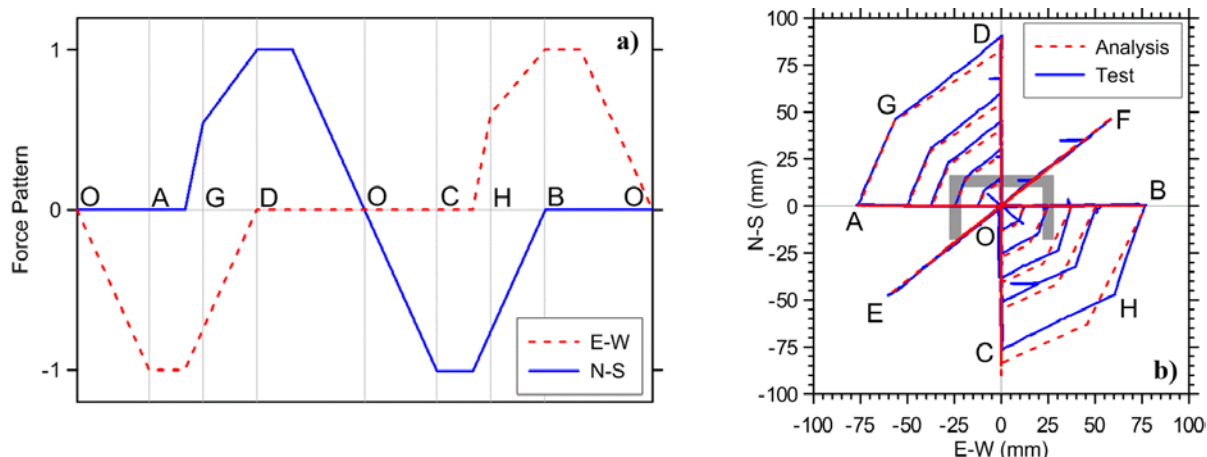 a)
1
0
-1
Force Pattern
O A G D O C H B O
E-W
N-S
100
75
50
25
0
-25
-50
-75
-100
N-S (mm)
D
Analysis
Test
G
F
A
B
O
E
H
C
b)
-100 -75 -50 -25 0 25 50 75 100
E-W (mm)